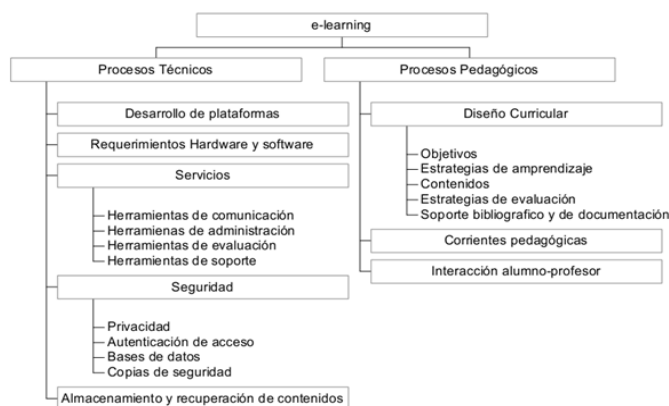 e-learning
Procesos Técnicos
Desarrollo de plataformas
Requerimientos Hardware y software
Servicios
Herramientas de comunicación
Herramienas de administración
Herramientas de evaluación
Herramientas de soporte
Seguridad
Privacidad
Autenticación de acceso
Bases de datos
Copias de seguridad
Almacenamiento y recuperación de contenidos
Procesos Pedagógicos
Diseño Curricular
Objetivos
Estrategias de amprendizaje
Contenidos
Estrategias de evaluación
Soporte bibliografico y de documentación
Corrientes pedagógicas
Interacción alumno-profesor